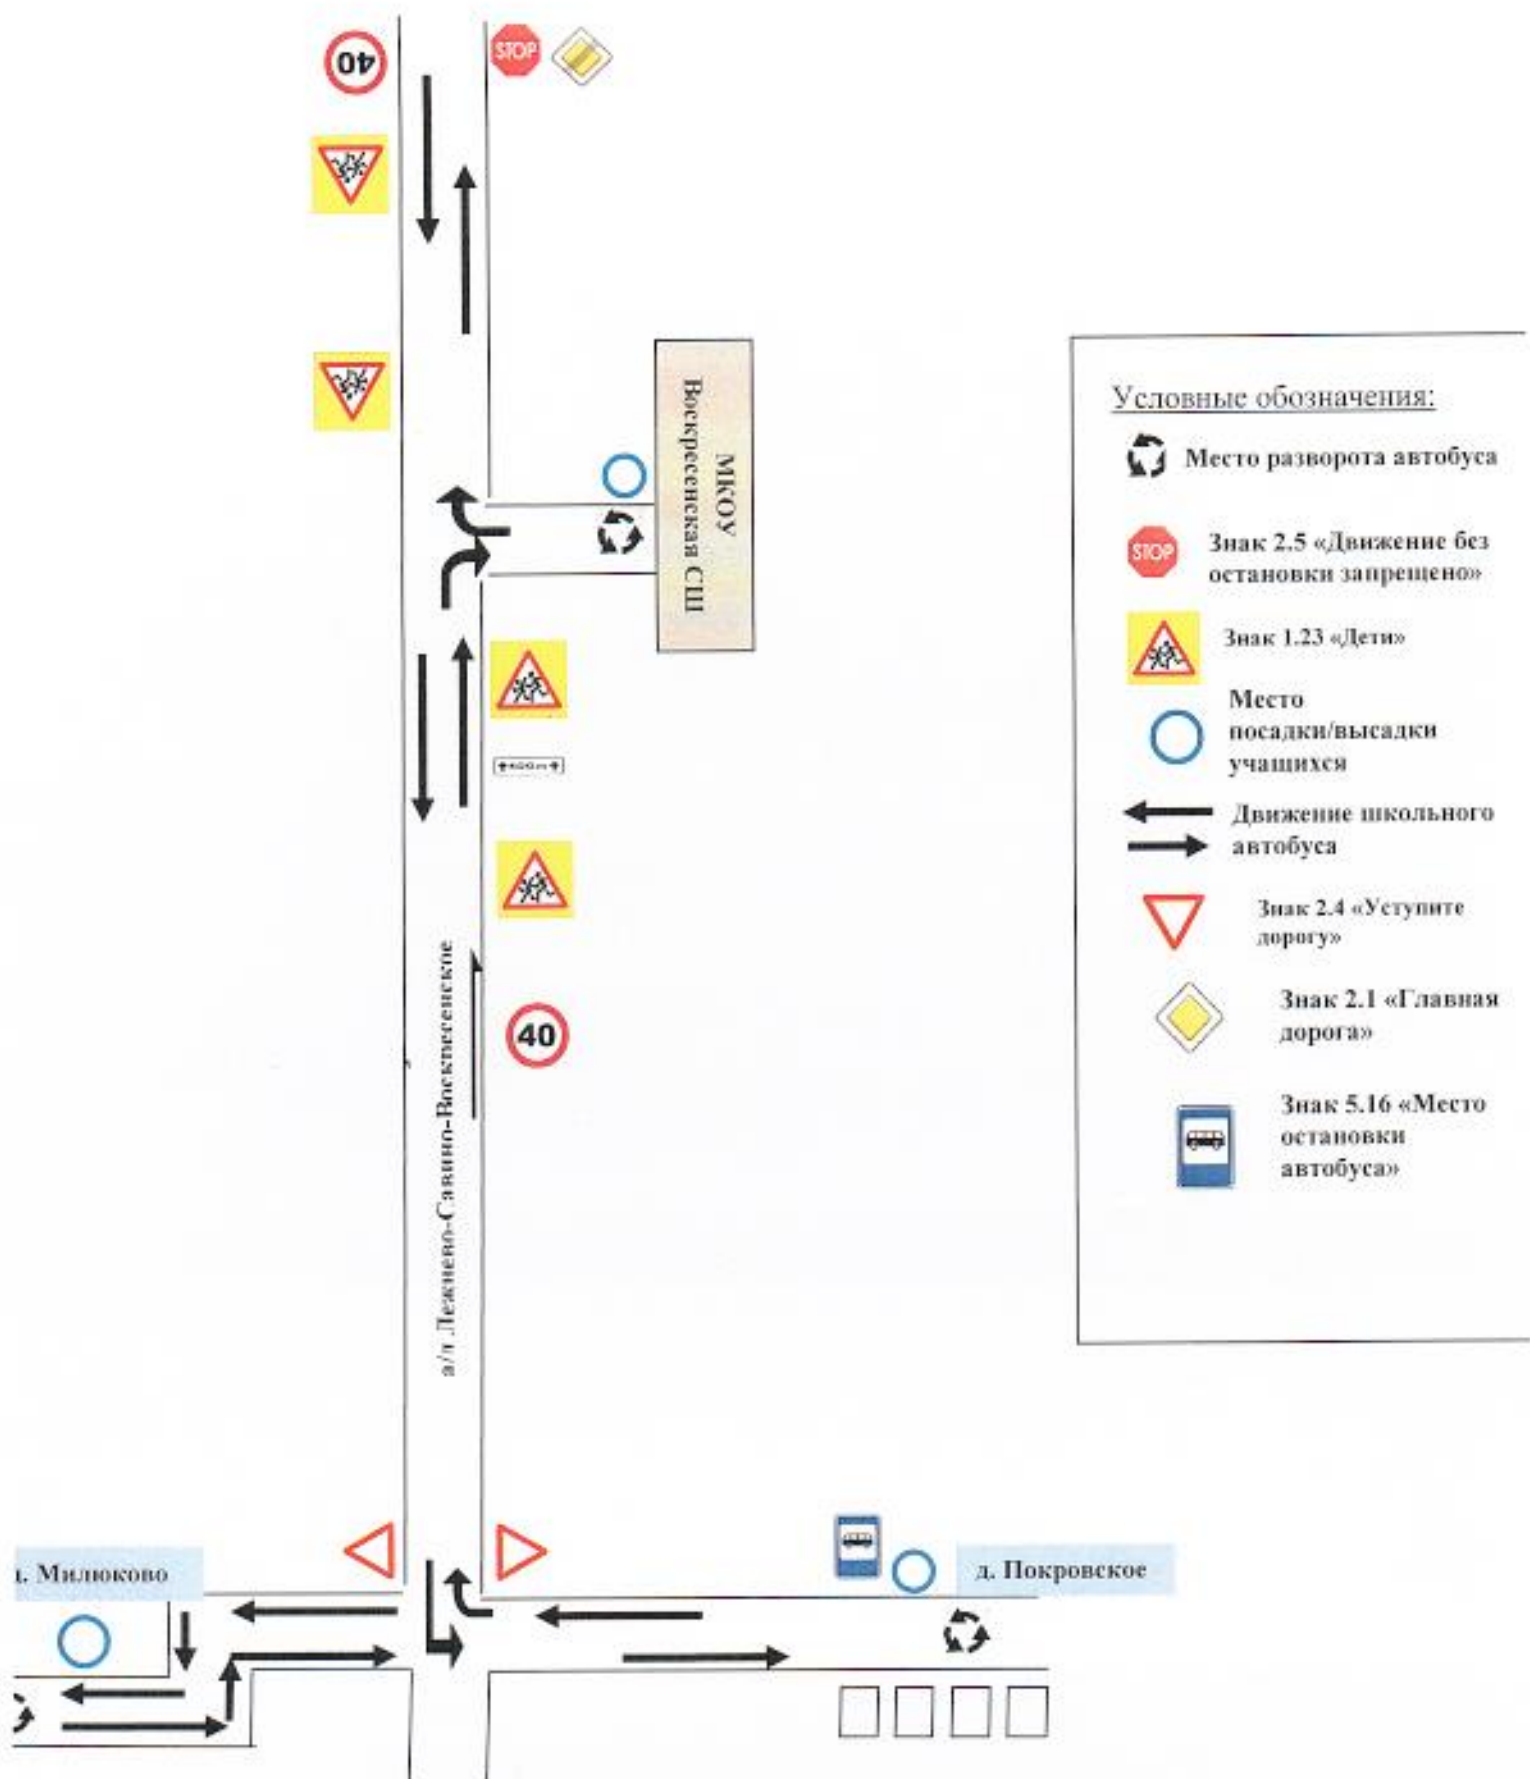 40
STOP
МКОУ
Воскресенская СШ
Условные обозначения:
Место разворота автобуса
STOP
Знак 2.5 «Движение без
остановки запрещено»
Знак 1.23 «Дети»
Место
посадки/высадки
учащихся
Движение школьного
автобуса
Знак 2.4 «Уступите
дорогу»
Знак 2.1 «Главная
дорога»
Знак 5.16 «Место
остановки
автобуса»
40
а/д Лежнево-Савино-Воскресенское
Милюково
д. Покровское